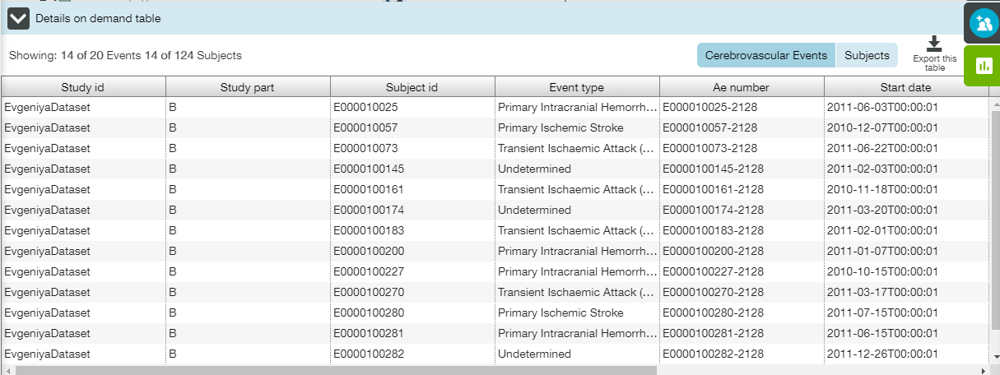 Details on demand table
Showing: 14 of 20 Events 14 of 124 Subjects
Cerebrovascular Events Subjects
Export this
table
Study id Study part Subject id Event type Ae number Start date
EvgeniyaDataset B E000010025 Primary Intracranial Hemorrh... E000010025-2128 2011-06-03T00:00:01
EvgeniyaDataset B E000010057 Primary Ischemic Stroke E000010057-2128 2010-12-07T00:00:01
EvgeniyaDataset B E000010073 Transient Ischaemic Attack (... E000010073-2128 2011-06-22T00:00:01
EvgeniyaDataset B E0000100145 Undetermined E0000100145-2128 2011-02-03T00:00:01
EvgeniyaDataset B E0000100161 Transient Ischaemic Attack (... E0000100161-2128 2010-11-18T00:00:01
EvgeniyaDataset B E0000100174 Undetermined E0000100174-2128 2011-03-20T00:00:01
EvgeniyaDataset B E0000100183 Transient Ischaemic Attack (... E0000100183-2128 2011-02-01T00:00:01
EvgeniyaDataset B E0000100200 Primary Intracranial Hemorrh... E0000100200-2128 2011-01-07T00:00:01
EvgeniyaDataset B E0000100227 Primary Intracranial Hemorrh... E0000100227-2128 2010-10-15T00:00:01
EvgeniyaDataset B E0000100270 Transient Ischaemic Attack (... E0000100270-2128 2011-03-17T00:00:01
EvgeniyaDataset B E0000100280 Primary Ischemic Stroke E0000100280-2128 2011-07-15T00:00:01
EvgeniyaDataset B E0000100281 Primary Intracranial Hemorrh... E0000100281-2128 2011-06-15T00:00:01
EvgeniyaDataset B E0000100282 Undetermined E0000100282-2128 2011-12-26T00:00:01